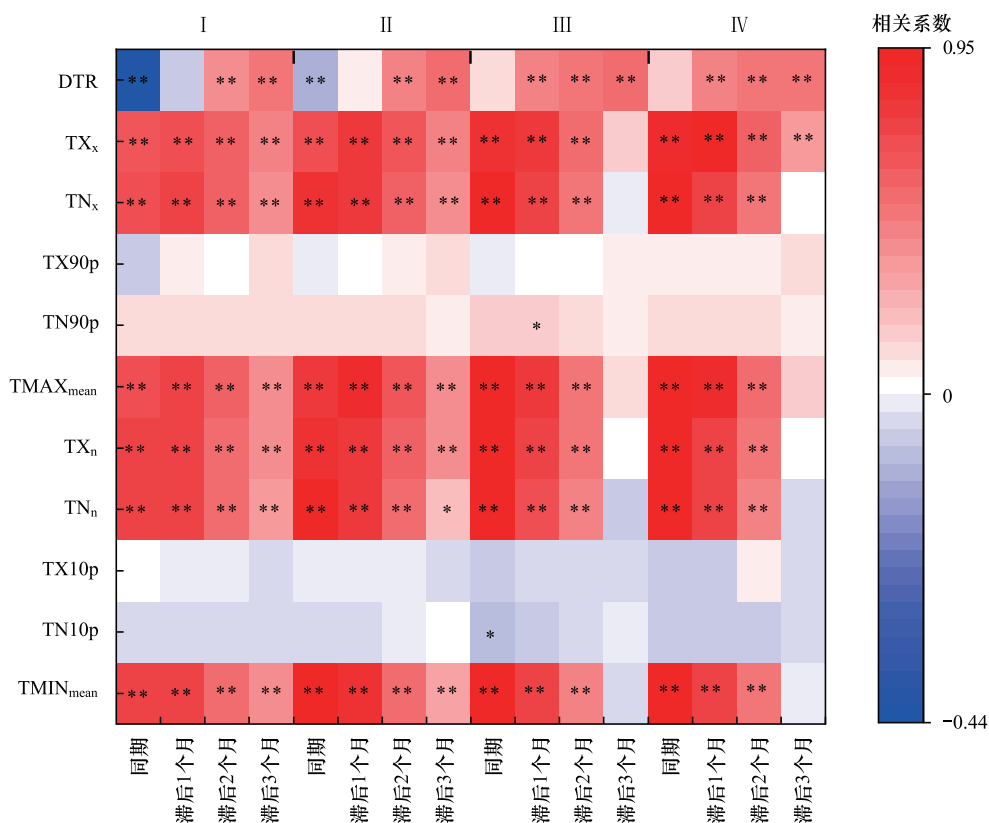 相关系数
I II III IV
0.95
DTR ** ** ** ** ** ** ** ** ** ** ** **
TXx ** ** ** ** ** ** ** ** ** ** ** ** ** ** **
TNx ** ** ** ** ** ** ** ** ** ** ** ** ** **
TX90p
TN90p *
TMAXmean ** ** ** ** ** ** ** ** ** ** ** ** ** **
0
TXn ** ** ** ** ** ** ** ** ** ** ** ** ** **
TNn ** ** ** ** ** ** ** * ** ** ** ** ** **
TX10p
TN10p *
TMINmean ** ** ** ** ** ** ** ** ** ** ** ** ** **
−0.44
同期
滞后1个月
滞后2个月
滞后3个月
同期
滞后1个月
滞后2个月
滞后3个月
同期
滞后1个月
滞后2个月
滞后3个月
同期
滞后1个月
滞后2个月
滞后3个月